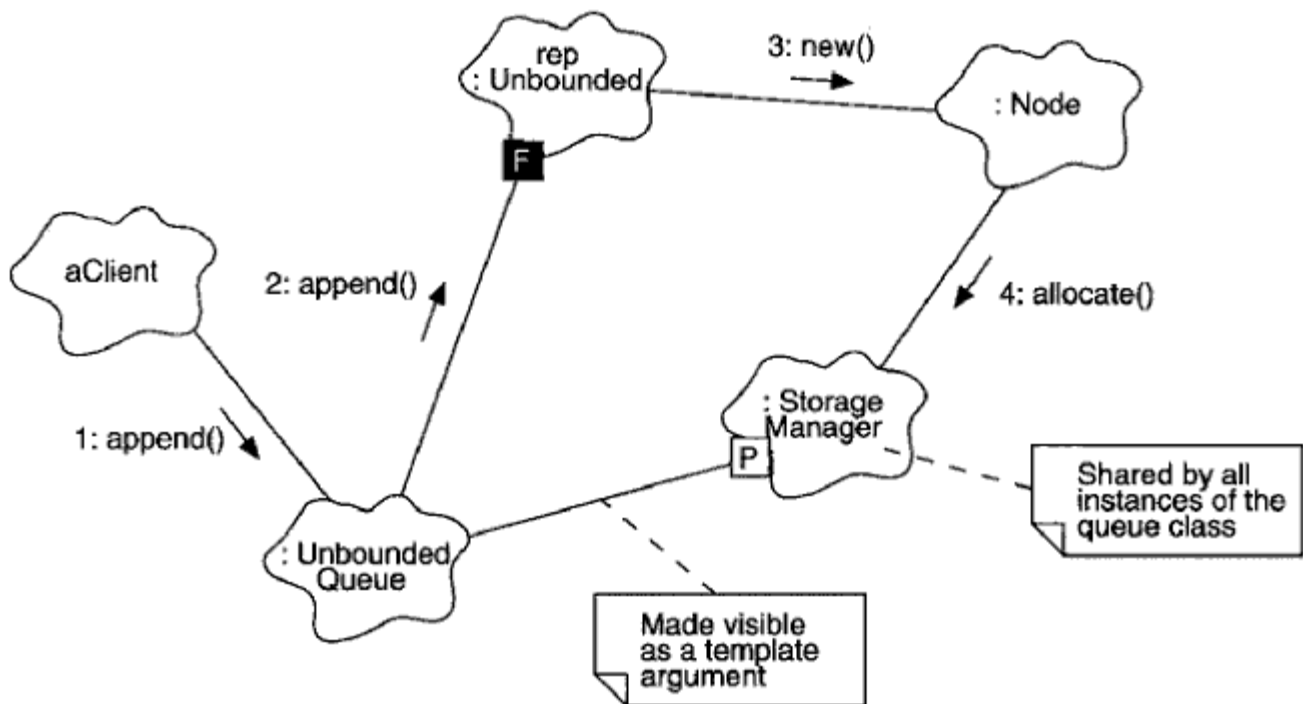 rep
: Unbounded
3: new()
: Node
F
aClient
2: append()
4: allocate()
1: append()
: Storage
Manager
P
Shared by all
instances of the
queue class
: Unbounded
Queue
Made visible
as a template
argument